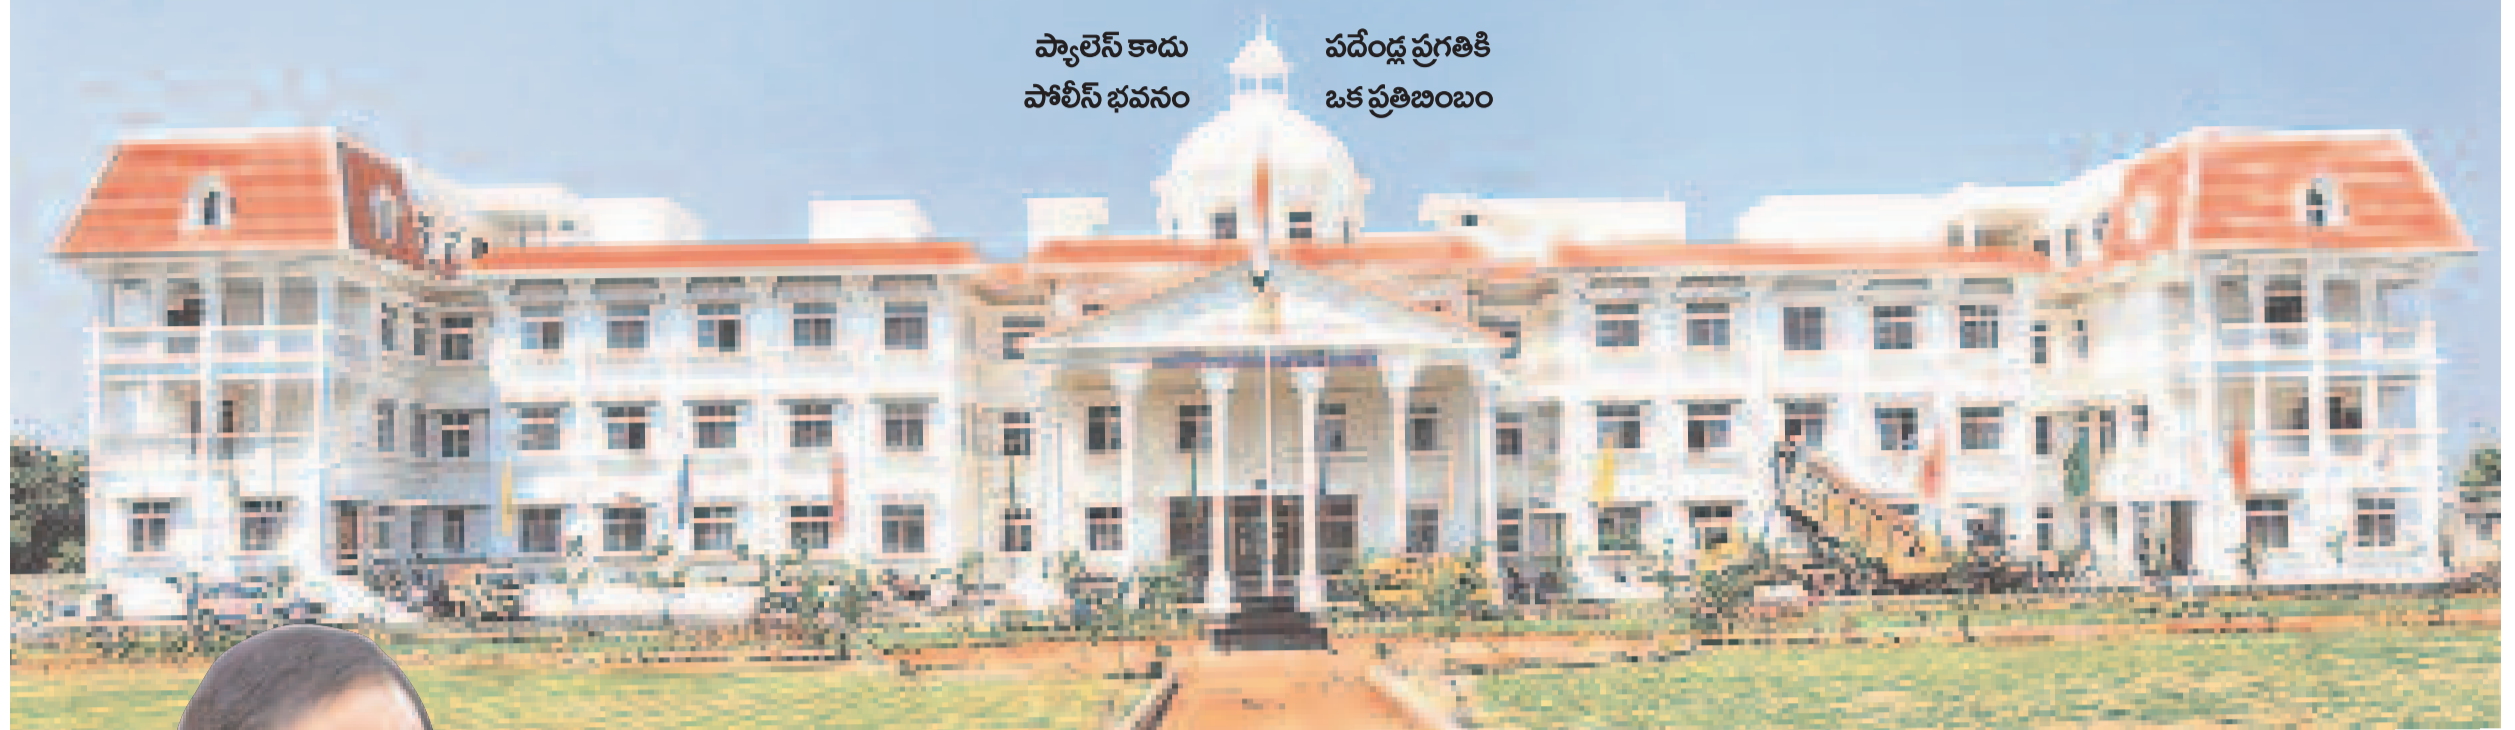 ప్యాలెస్ కాదు
పోలీస్ భవనం
పదేండ్ల ప్రగతికి
ఒక ప్రతిబింబం